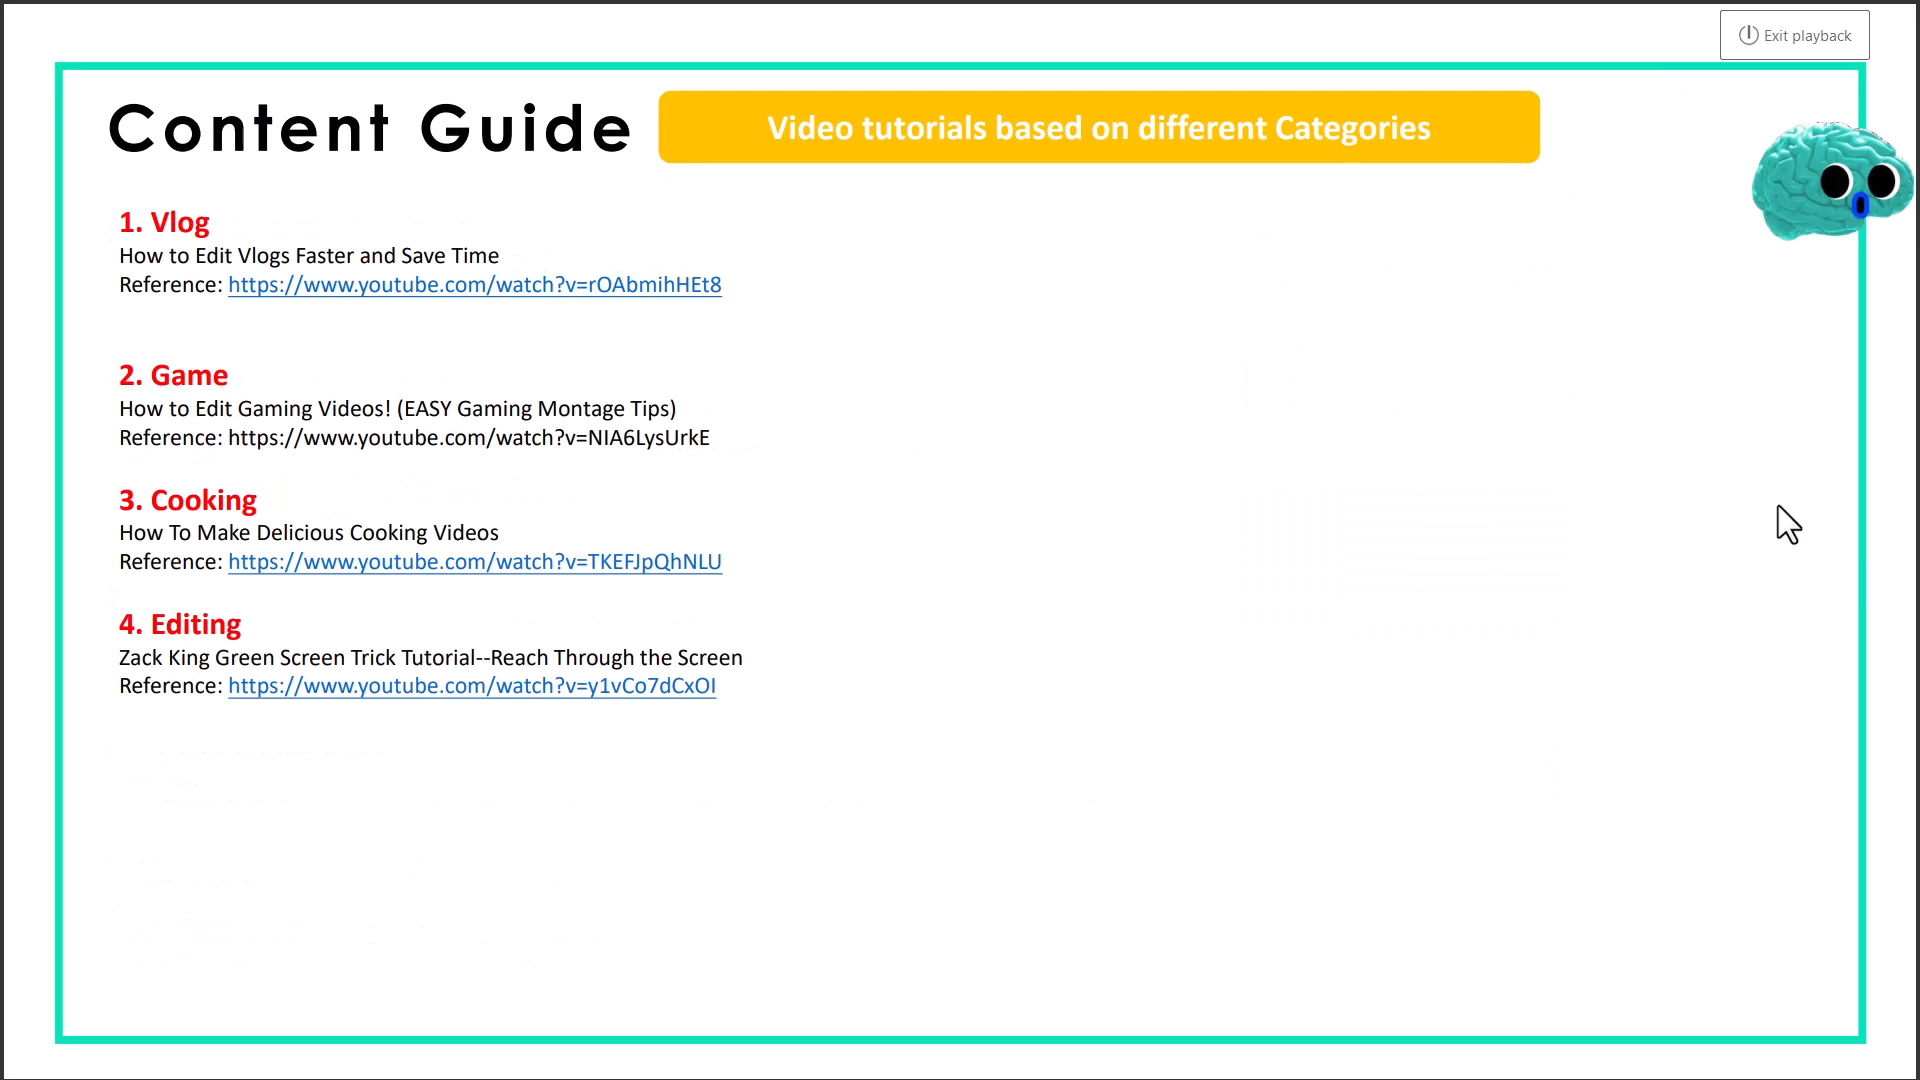 Exit playback
Content Guide
Video tutorials based on different Categories
1. Vlog
How to Edit Vlogs Faster and Save Time
Reference: https://www.youtube.com/watch?v=rOAbmihHEt8
2. Game
How to Edit Gaming Videos! (EASY Gaming Montage Tips)
Reference: https://www.youtube.com/watch?v=NIA6LysUrkE
3. Cooking
How To Make Delicious Cooking Videos
Reference: https://www.youtube.com/watch?v=TKEFJpQhNLU
4. Editing
Zack King Green Screen Trick Tutorial--Reach Through the Screen
Reference: https://www.youtube.com/watch?v=y1vCo7dCxOI